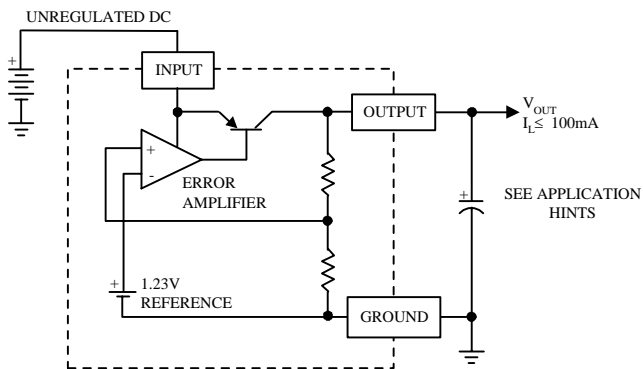 UNREGULATED DC
+
INPUT
OUTPUT
V_OUT
I_L ≤ 100mA
+
-
ERROR
AMPLIFIER
+
SEE APPLICATION
HINTS
+
1.23V
REFERENCE
GROUND